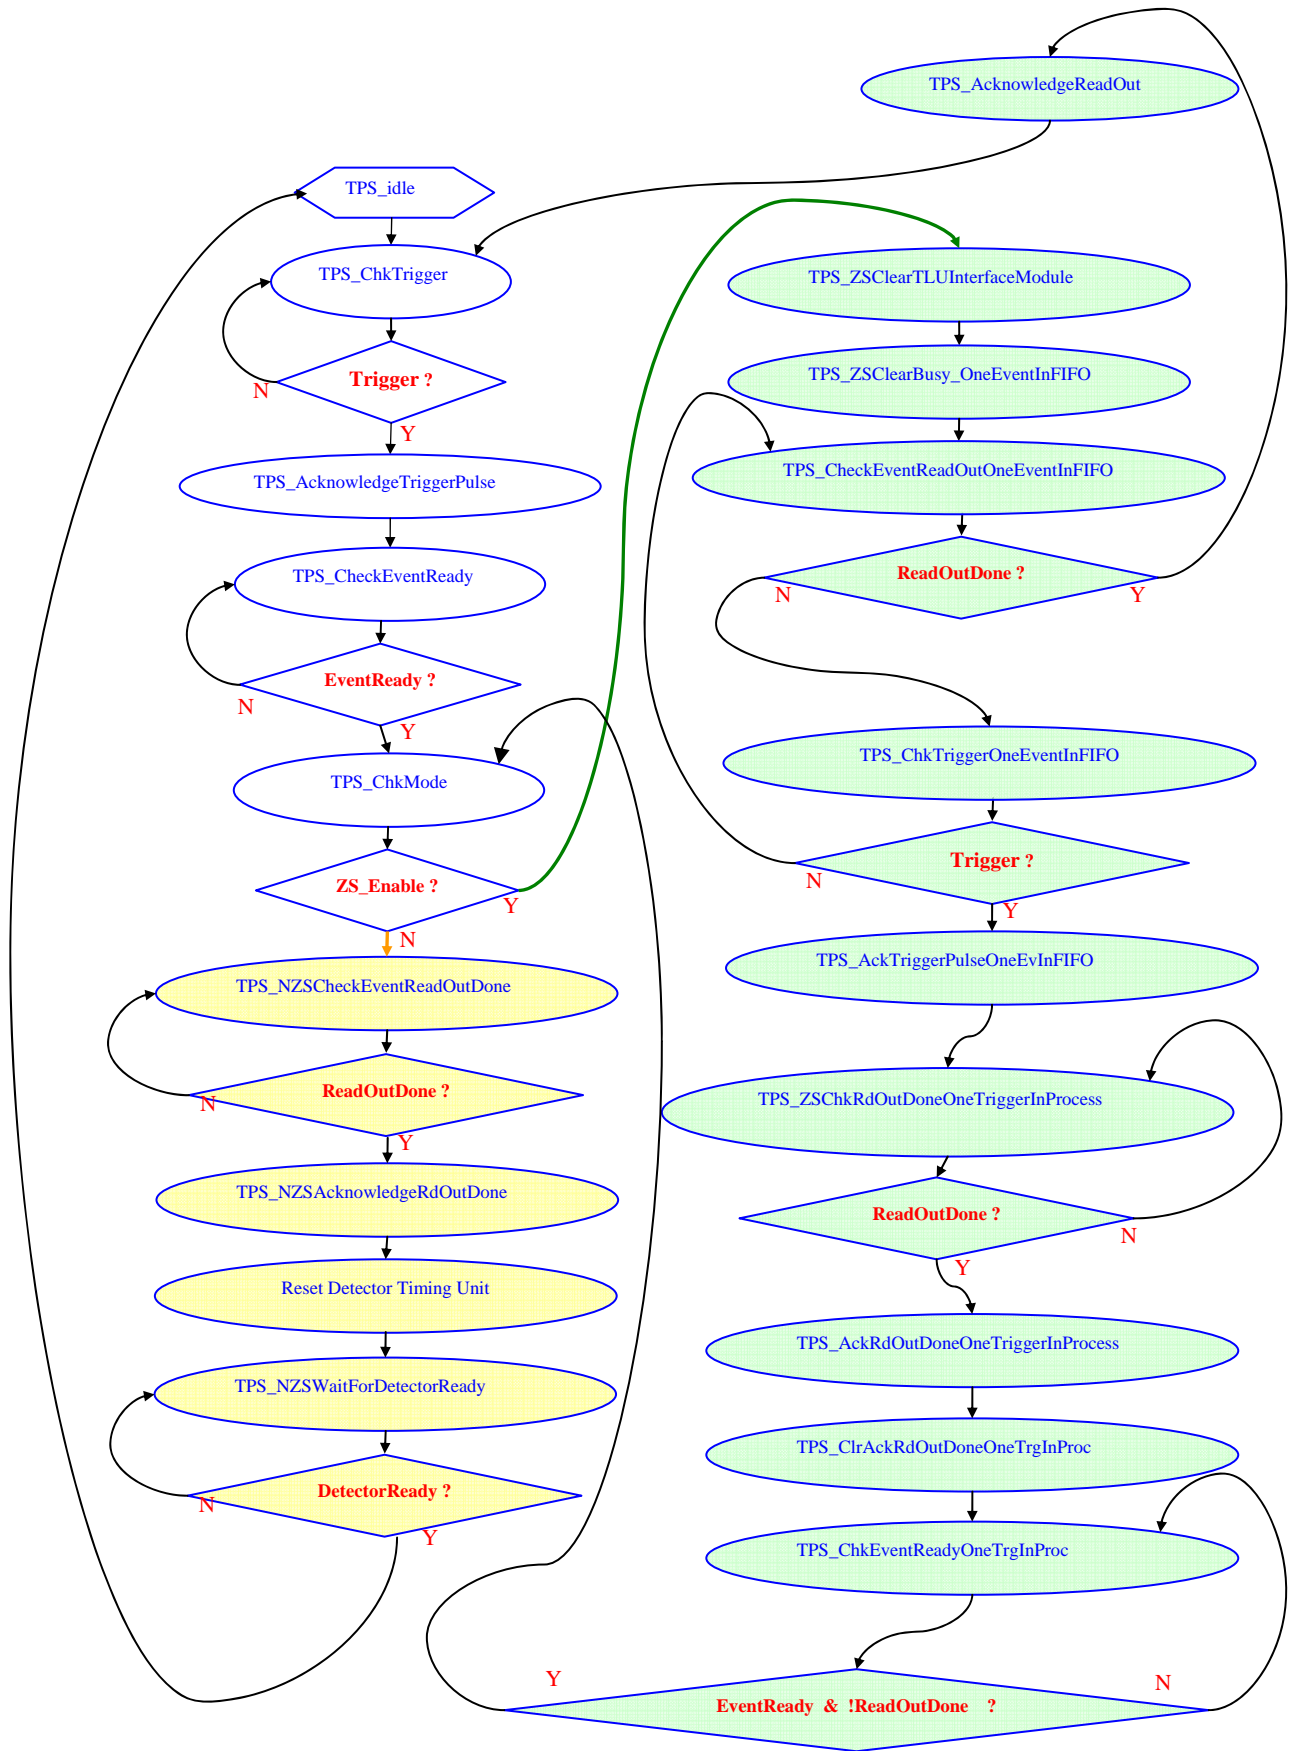 TPS_AcknowledgeReadOut
TPS_idle
TPS_ChkTrigger
Trigger ?
N
Y
TPS_AcknowledgeTriggerPulse
TPS_CheckEventReady
EventReady ?
N
Y
TPS_ChkMode
ZS_Enable ?
Y
N
TPS_NZSCheckEventReadOutDone
ReadOutDone ?
N
Y
TPS_NZSAcknowledgeRdOutDone
Reset Detector Timing Unit
TPS_NZSWaitForDetectorReady
DetectorReady ?
N
Y
TPS_ZSClearTLUInterfaceModule
TPS_ZSClearBusy_OneEventInFIFO
TPS_CheckEventReadOutOneEventInFIFO
ReadOutDone ?
N
Y
TPS_ChkTriggerOneEventInFIFO
Trigger ?
N
Y
TPS_AckTriggerPulseOneEvInFIFO
TPS_ZSChkRdOutDoneOneTriggerInProcess
ReadOutDone ?
N
Y
TPS_AckRdOutDoneOneTriggerInProcess
TPS_ClrAckRdOutDoneOneTrgInProc
TPS_ChkEventReadyOneTrgInProc
Y
N
EventReady & !ReadOutDone ?